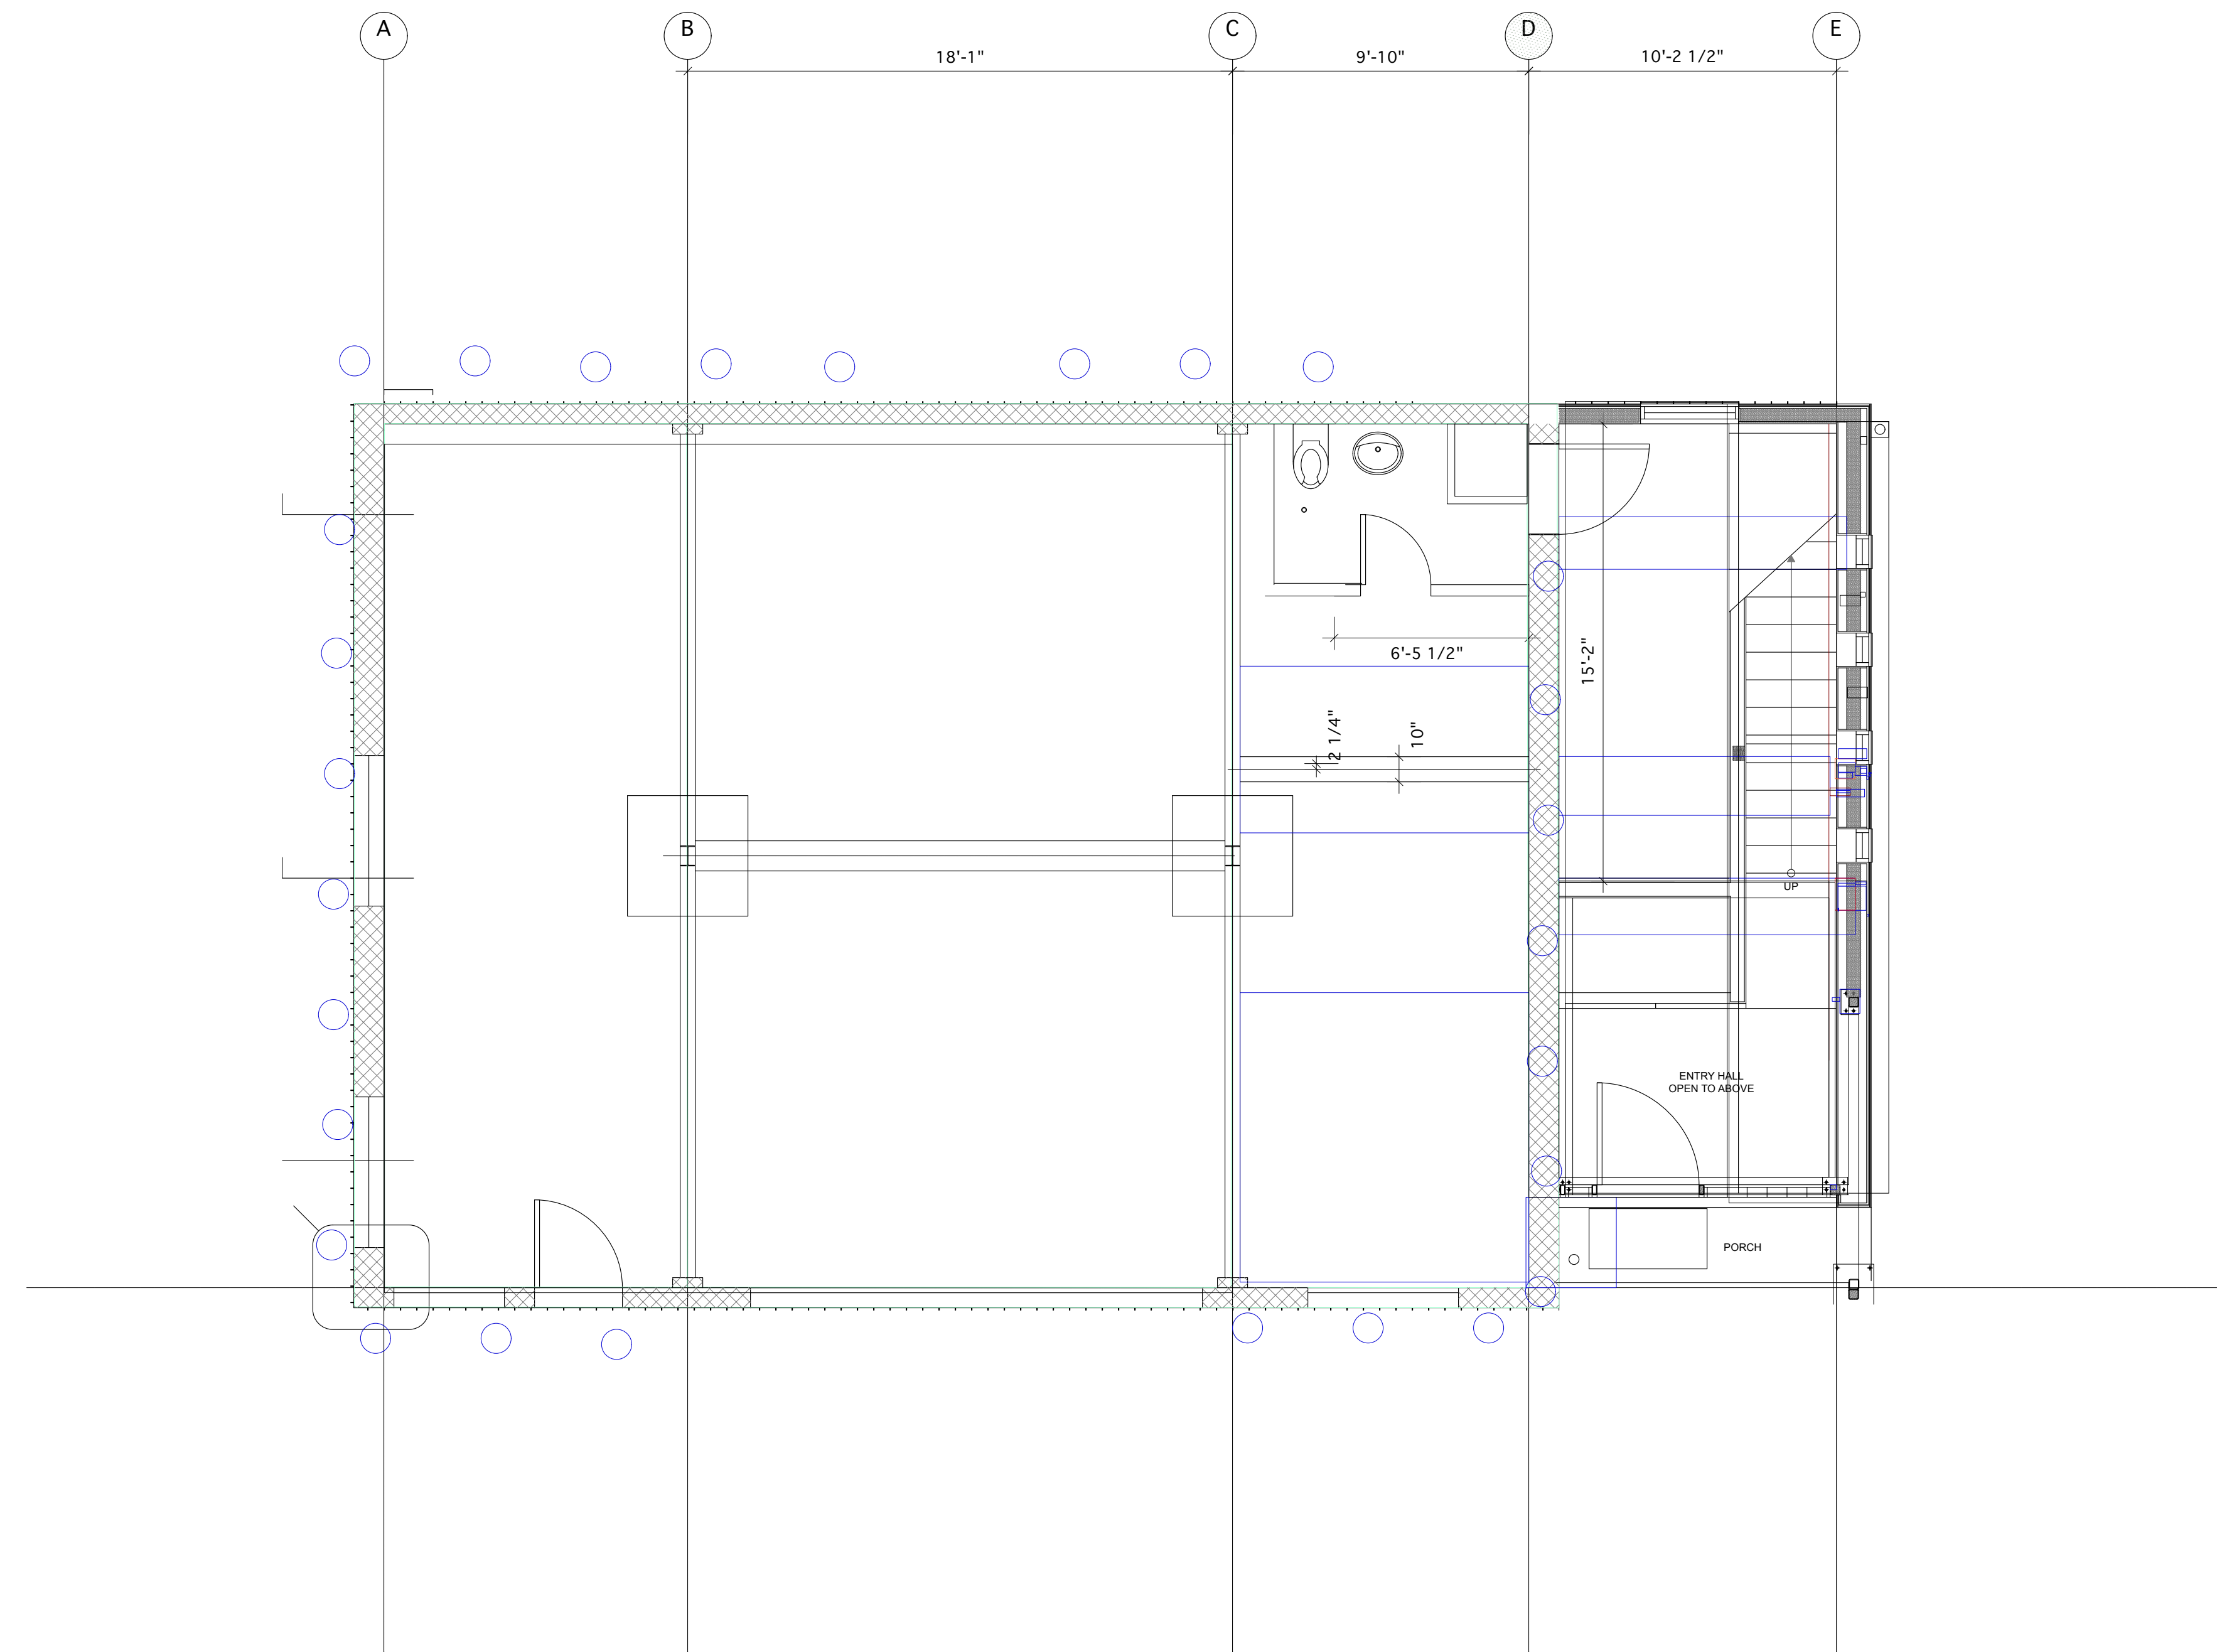 A
B
C
D
E
18'-1"
9'-10"
10'-2 1/2"
6'-5 1/2"
15'-2"
2 1/4"
10"
UP
ENTRY HALL
OPEN TO ABOVE
PORCH